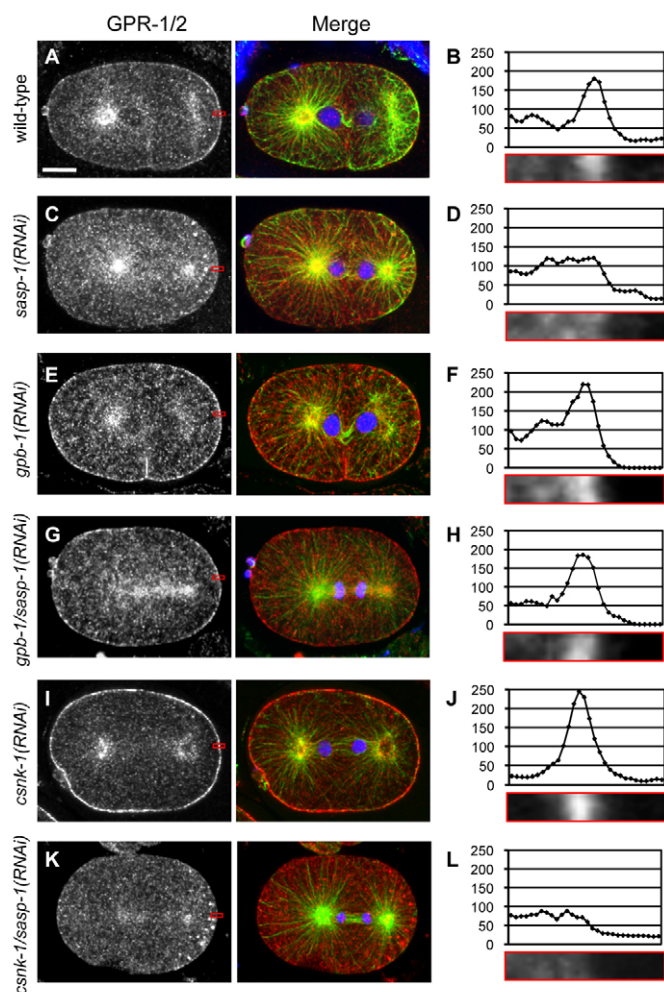 GPR-1/2 Merge
wild-type
A
B
250
200
150
100
50
0
sasp-1(RNAi)
C
D
250
200
150
100
50
0
gpb-1(RNAi)
E
F
250
200
150
100
50
0
gpb-1/sasp-1(RNAi)
G
H
250
200
150
100
50
0
csnk-1(RNAi)
I
J
250
200
150
100
50
0
csnk-1/sasp-1(RNAi)
K
L
250
200
150
100
50
0